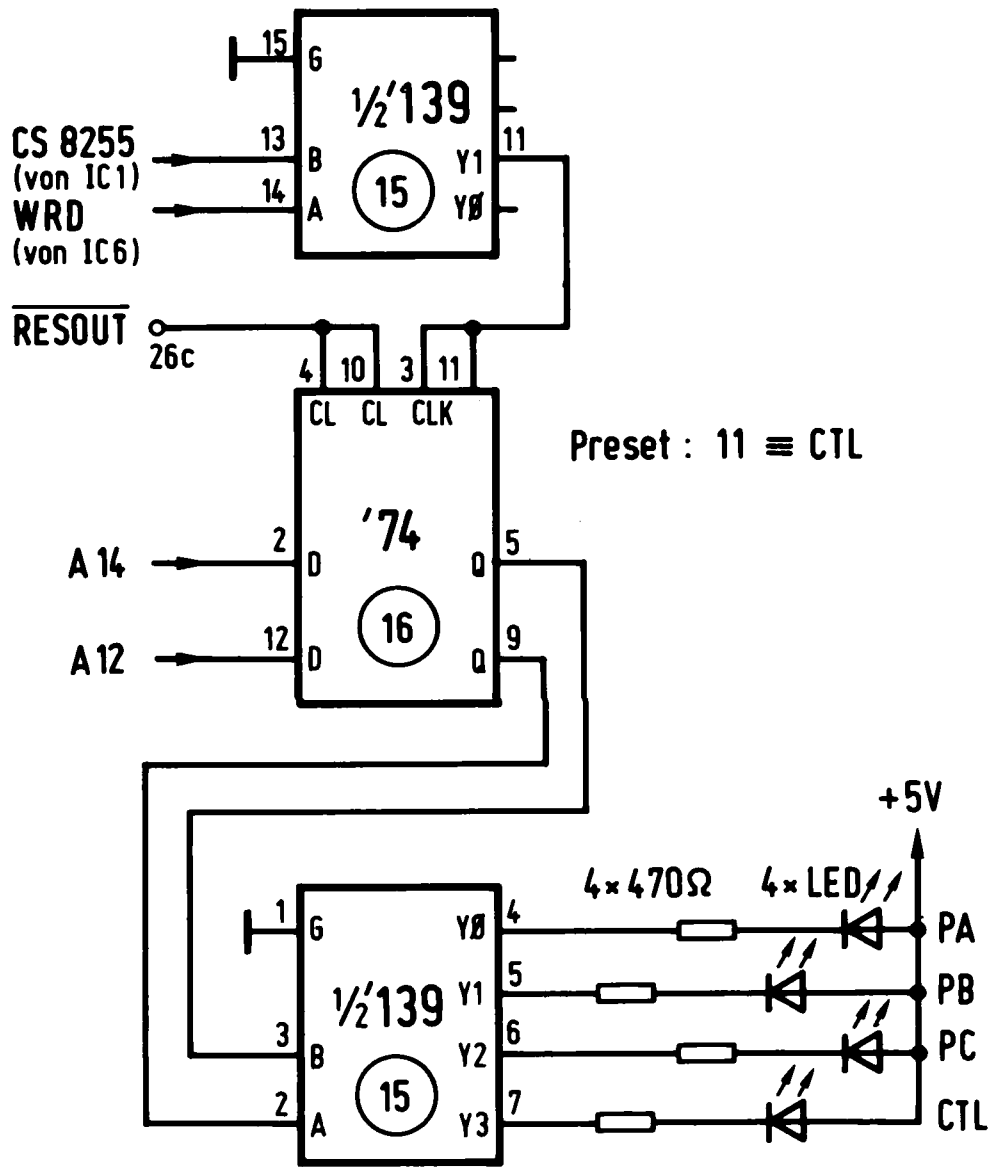 15 G
½'139
CS 8255 13 B Y1 11
(von IC1)
14 A 15 YØ
WRD
(von IC6)
RESOUT
26c
4 10 3 11
CL CL CLK
Preset : 11 ≡ CTL
'74
A14 2 D Q 5
16
A12 12 D Q 9
+5V
4×470Ω 4×LED
1 G YØ 4 PA
½'139 Y1 5 PB
3 B Y2 6 PC
15
2 A Y3 7 CTL